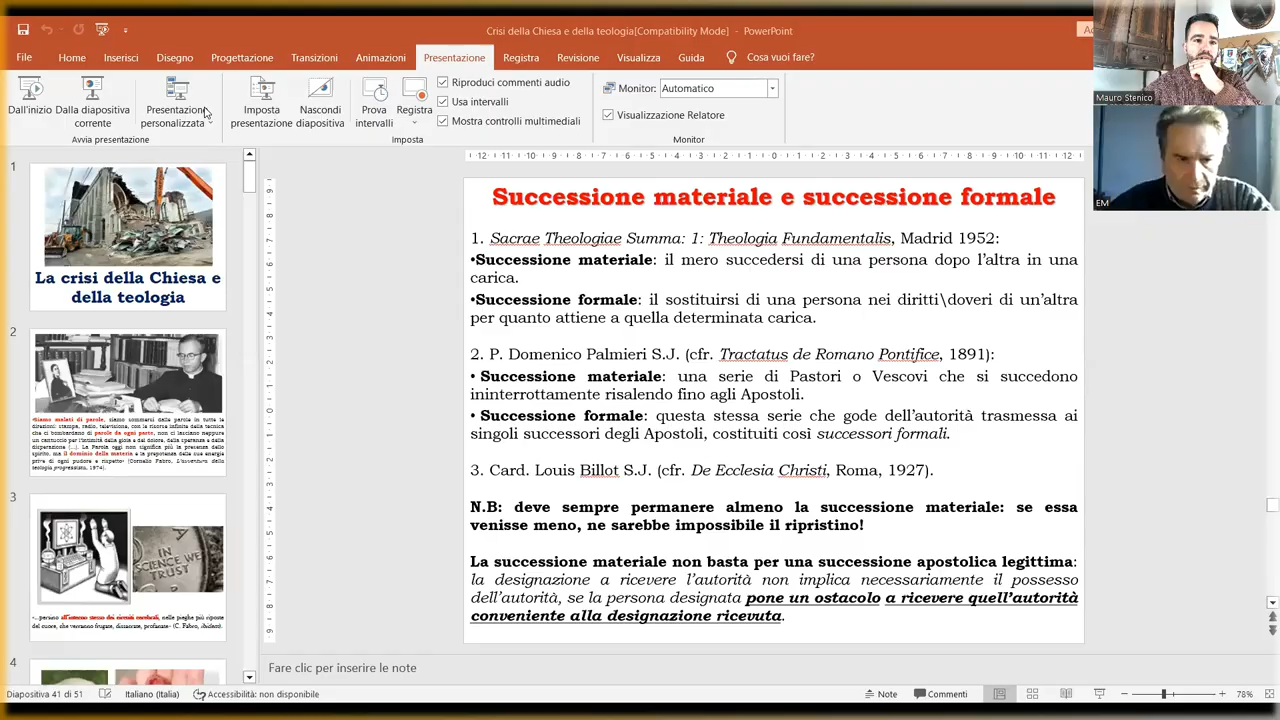 Crisi della Chiesa e della teologia[Compatibility Mode] - PowerPoint
File Home Inserisci Disegno Progettazione Transizioni Animazioni Presentazione Registra Revisione Visualizza Guida Cosa vuoi fare?
Dall'inizio
Dalla diapositiva corrente
Presentazione personalizzata
Avvia presentazione
Imposta presentazione
Nascondi diapositiva
Prova intervalli
Registra
Riproduci commenti audio
Usa intervalli
Mostra controlli multimediali
Imposta
Monitor: Automatico
Visualizzazione Relatore
Monitor
Mauro Stenico
EM
1
La crisi della Chiesa e
della teologia
2
3
IN
SCIENCE WE
TRUST
4
Successione materiale e successione formale
1. Sacrae Theologiae Summa: 1: Theologia Fundamentalis, Madrid 1952:
•Successione materiale: il mero succedersi di una persona dopo l'altra in una
carica.
•Successione formale: il sostituirsi di una persona nei diritti\doveri di un'altra
per quanto attiene a quella determinata carica.
2. P. Domenico Palmieri S.J. (cfr. Tractatus de Romano Pontifice, 1891):
• Successione materiale: una serie di Pastori o Vescovi che si succedono
ininterrottamente risalendo fino agli Apostoli.
• Successione formale: questa stessa serie che gode dell'autorità trasmessa ai
singoli successori degli Apostoli, costituiti così successori formali.
3. Card. Louis Billot S.J. (cfr. De Ecclesia Christi, Roma, 1927).
N.B: deve sempre permanere almeno la successione materiale: se essa
venisse meno, ne sarebbe impossibile il ripristino!
La successione materiale non basta per una successione apostolica legittima:
la designazione a ricevere l'autorità non implica necessariamente il possesso
dell'autorità, se la persona designata pone un ostacolo a ricevere quell'autorità
conveniente alla designazione ricevuta.
Fare clic per inserire le note
Diapositiva 41 di 51 Italiano (Italia) Accessibilità: non disponibile Note Commenti 78%